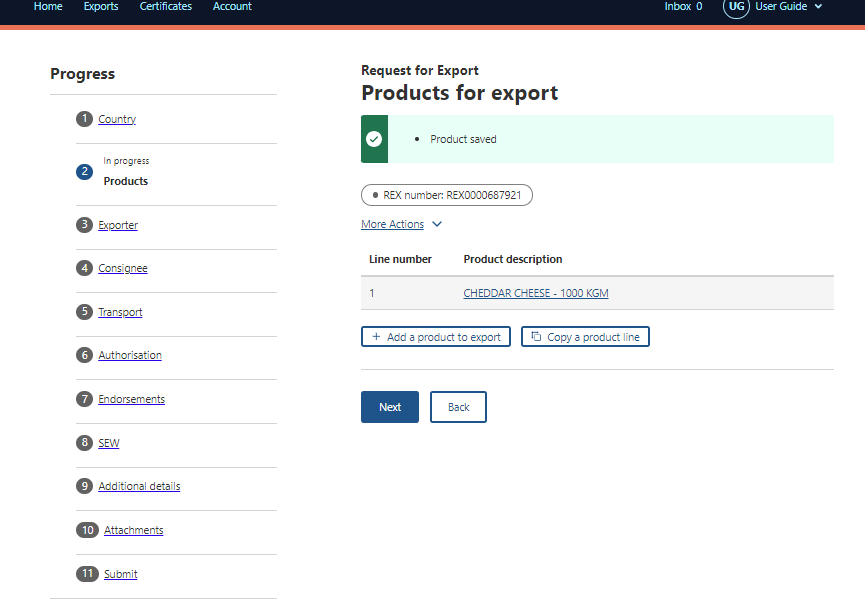 Home Exports Certificates Account Inbox 0 UG User Guide
Progress
1 Country
In progress
2 Products
3 Exporter
4 Consignee
5 Transport
6 Authorisation
7 Endorsements
8 SEW
9 Additional details
10 Attachments
11 Submit
Request for Export
Products for export
• Product saved
REX number: REX0000687921
More Actions
Line number Product description
1 CHEDDAR CHEESE - 1000 KGM
+ Add a product to export Copy a product line
Next Back